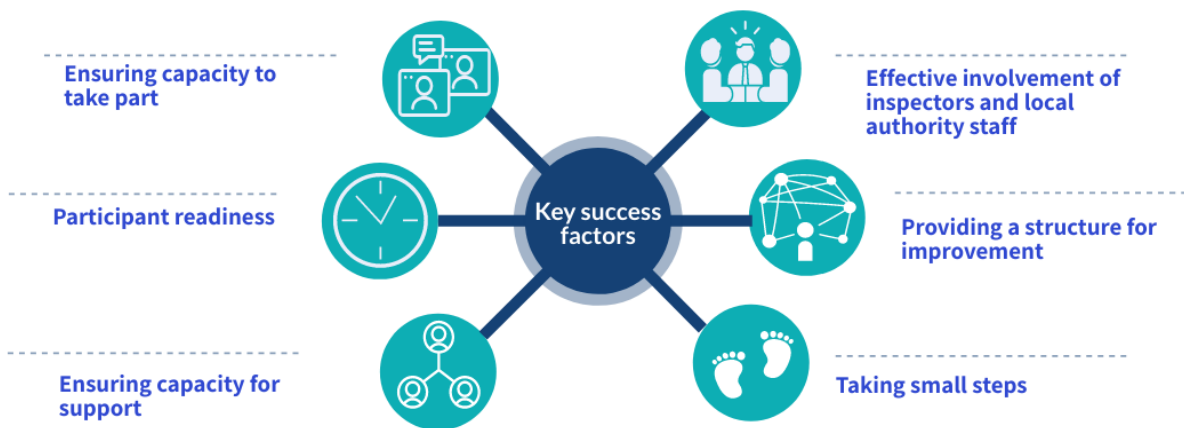 Ensuring capacity to
take part
Participant readiness
Ensuring capacity for
support
Key success
factors
Effective involvement of
inspectors and local
authority staff
Providing a structure for
improvement
Taking small steps